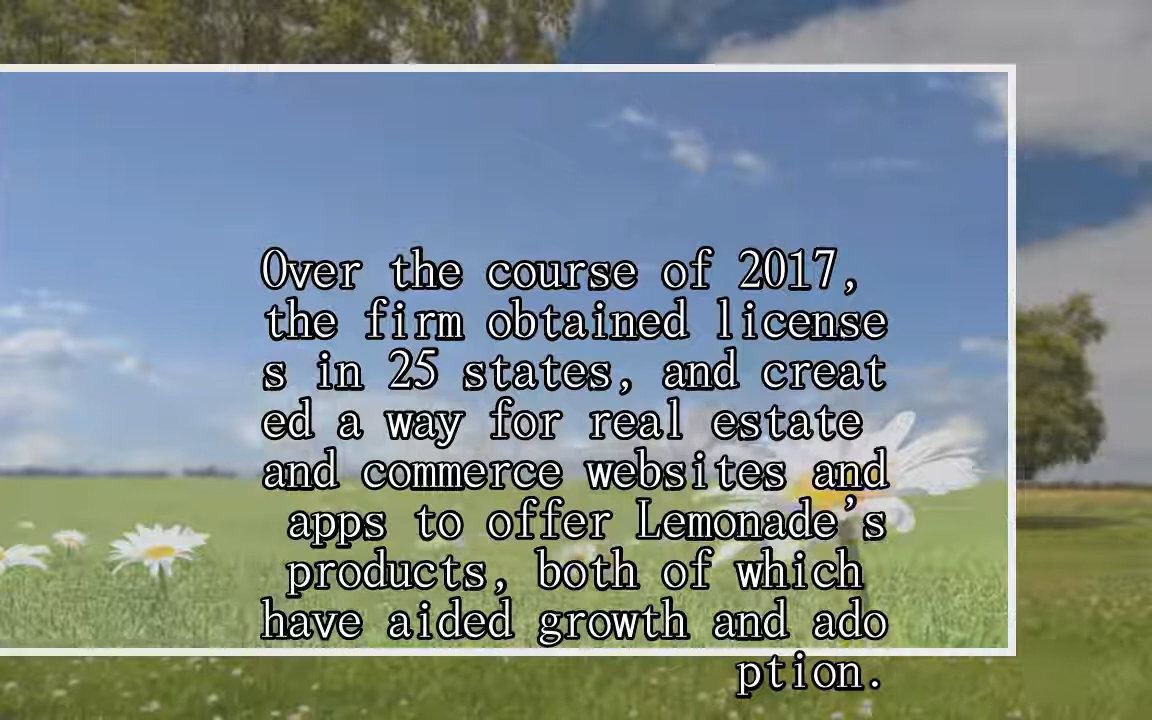 Over the course of 2017,
the firm obtained license
s in 25 states, and creat
ed a way for real estate
and commerce websites and
apps to offer Lemonade’s
products, both of which
have aided growth and ado
ption.